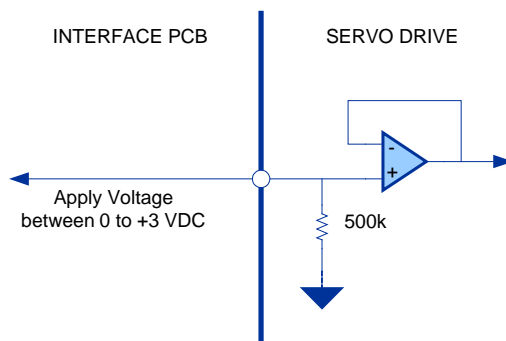 INTERFACE PCB
SERVO DRIVE
-
+
Apply Voltage
between 0 to +3 VDC
500k